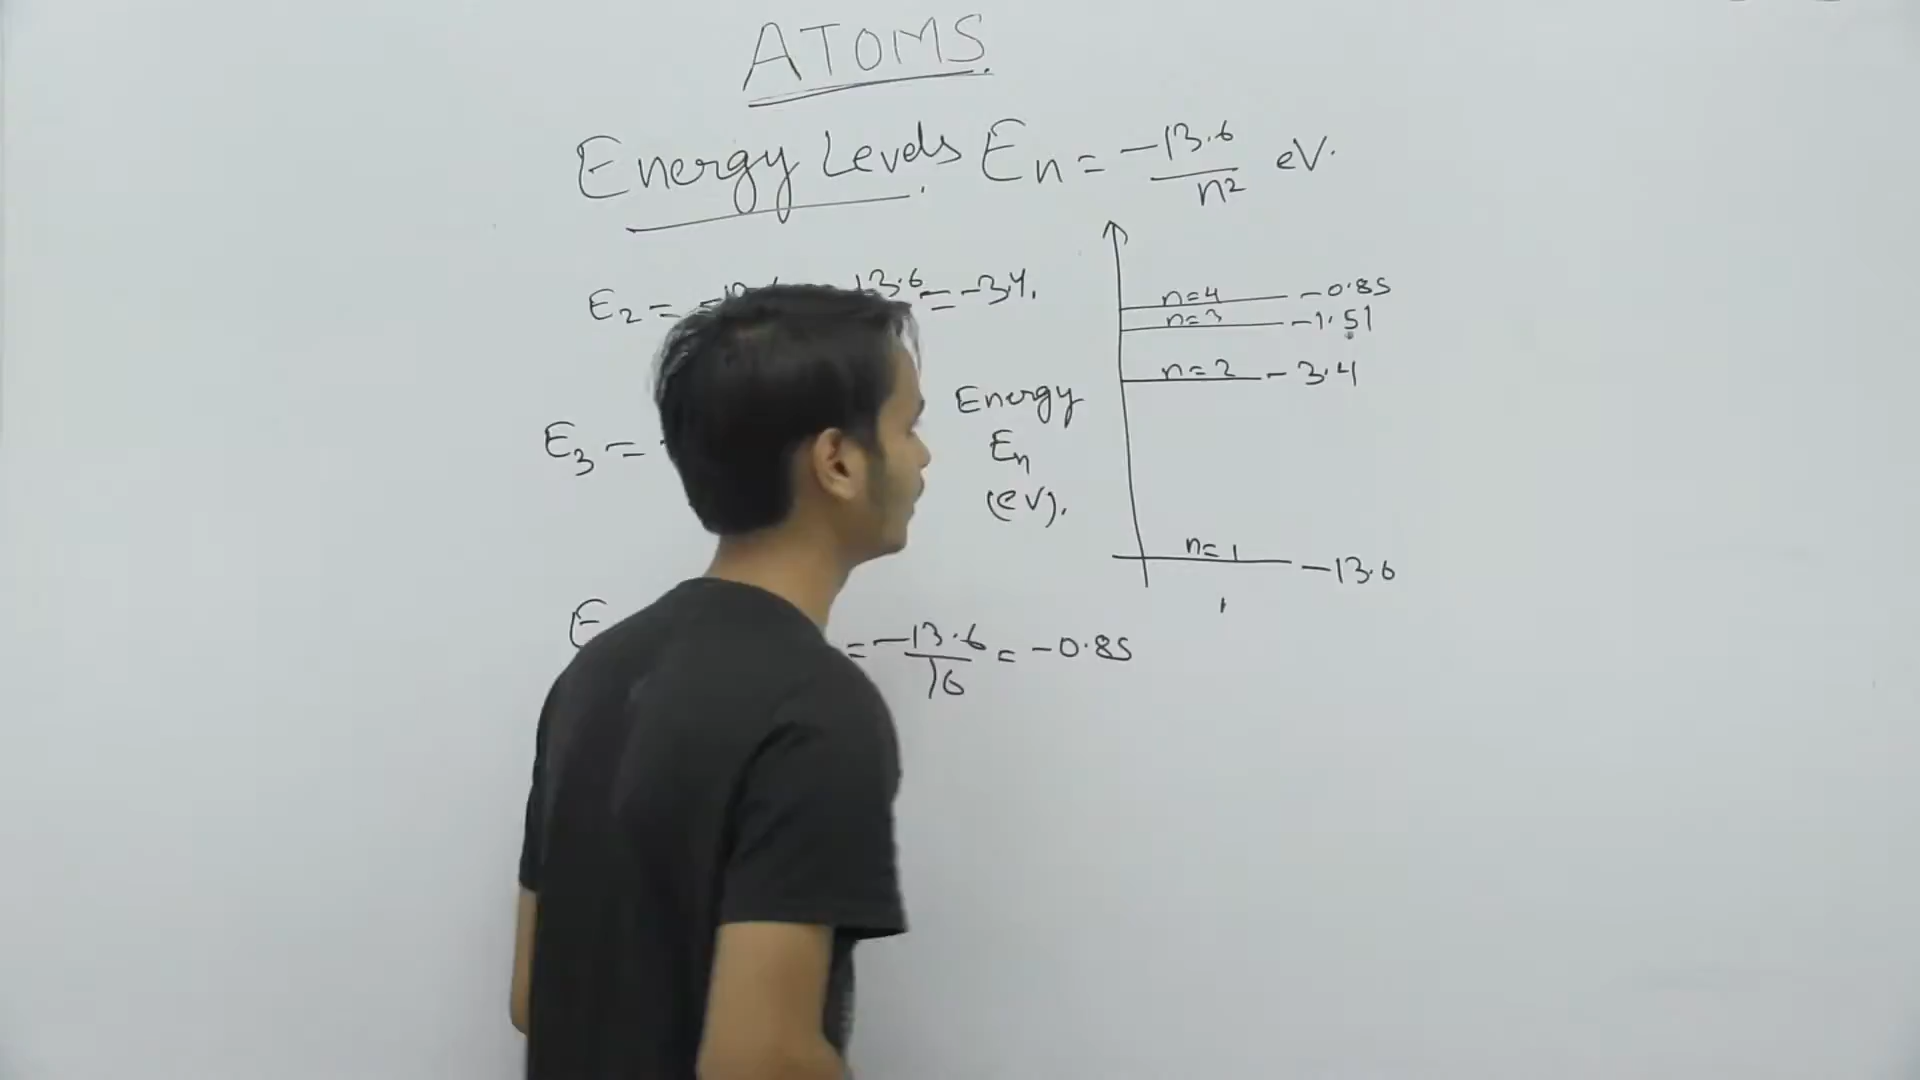 ATOMS.
Energy Levels. En = -13.6/n² eV.
E₂ = 13.6 = -3.4.
n=4 -0.85
n=3 -1.51
n=2 -3.4
Energy
En
(eV).
E₃ =
n=1 -13.6
E = -13.6/16 = -0.85